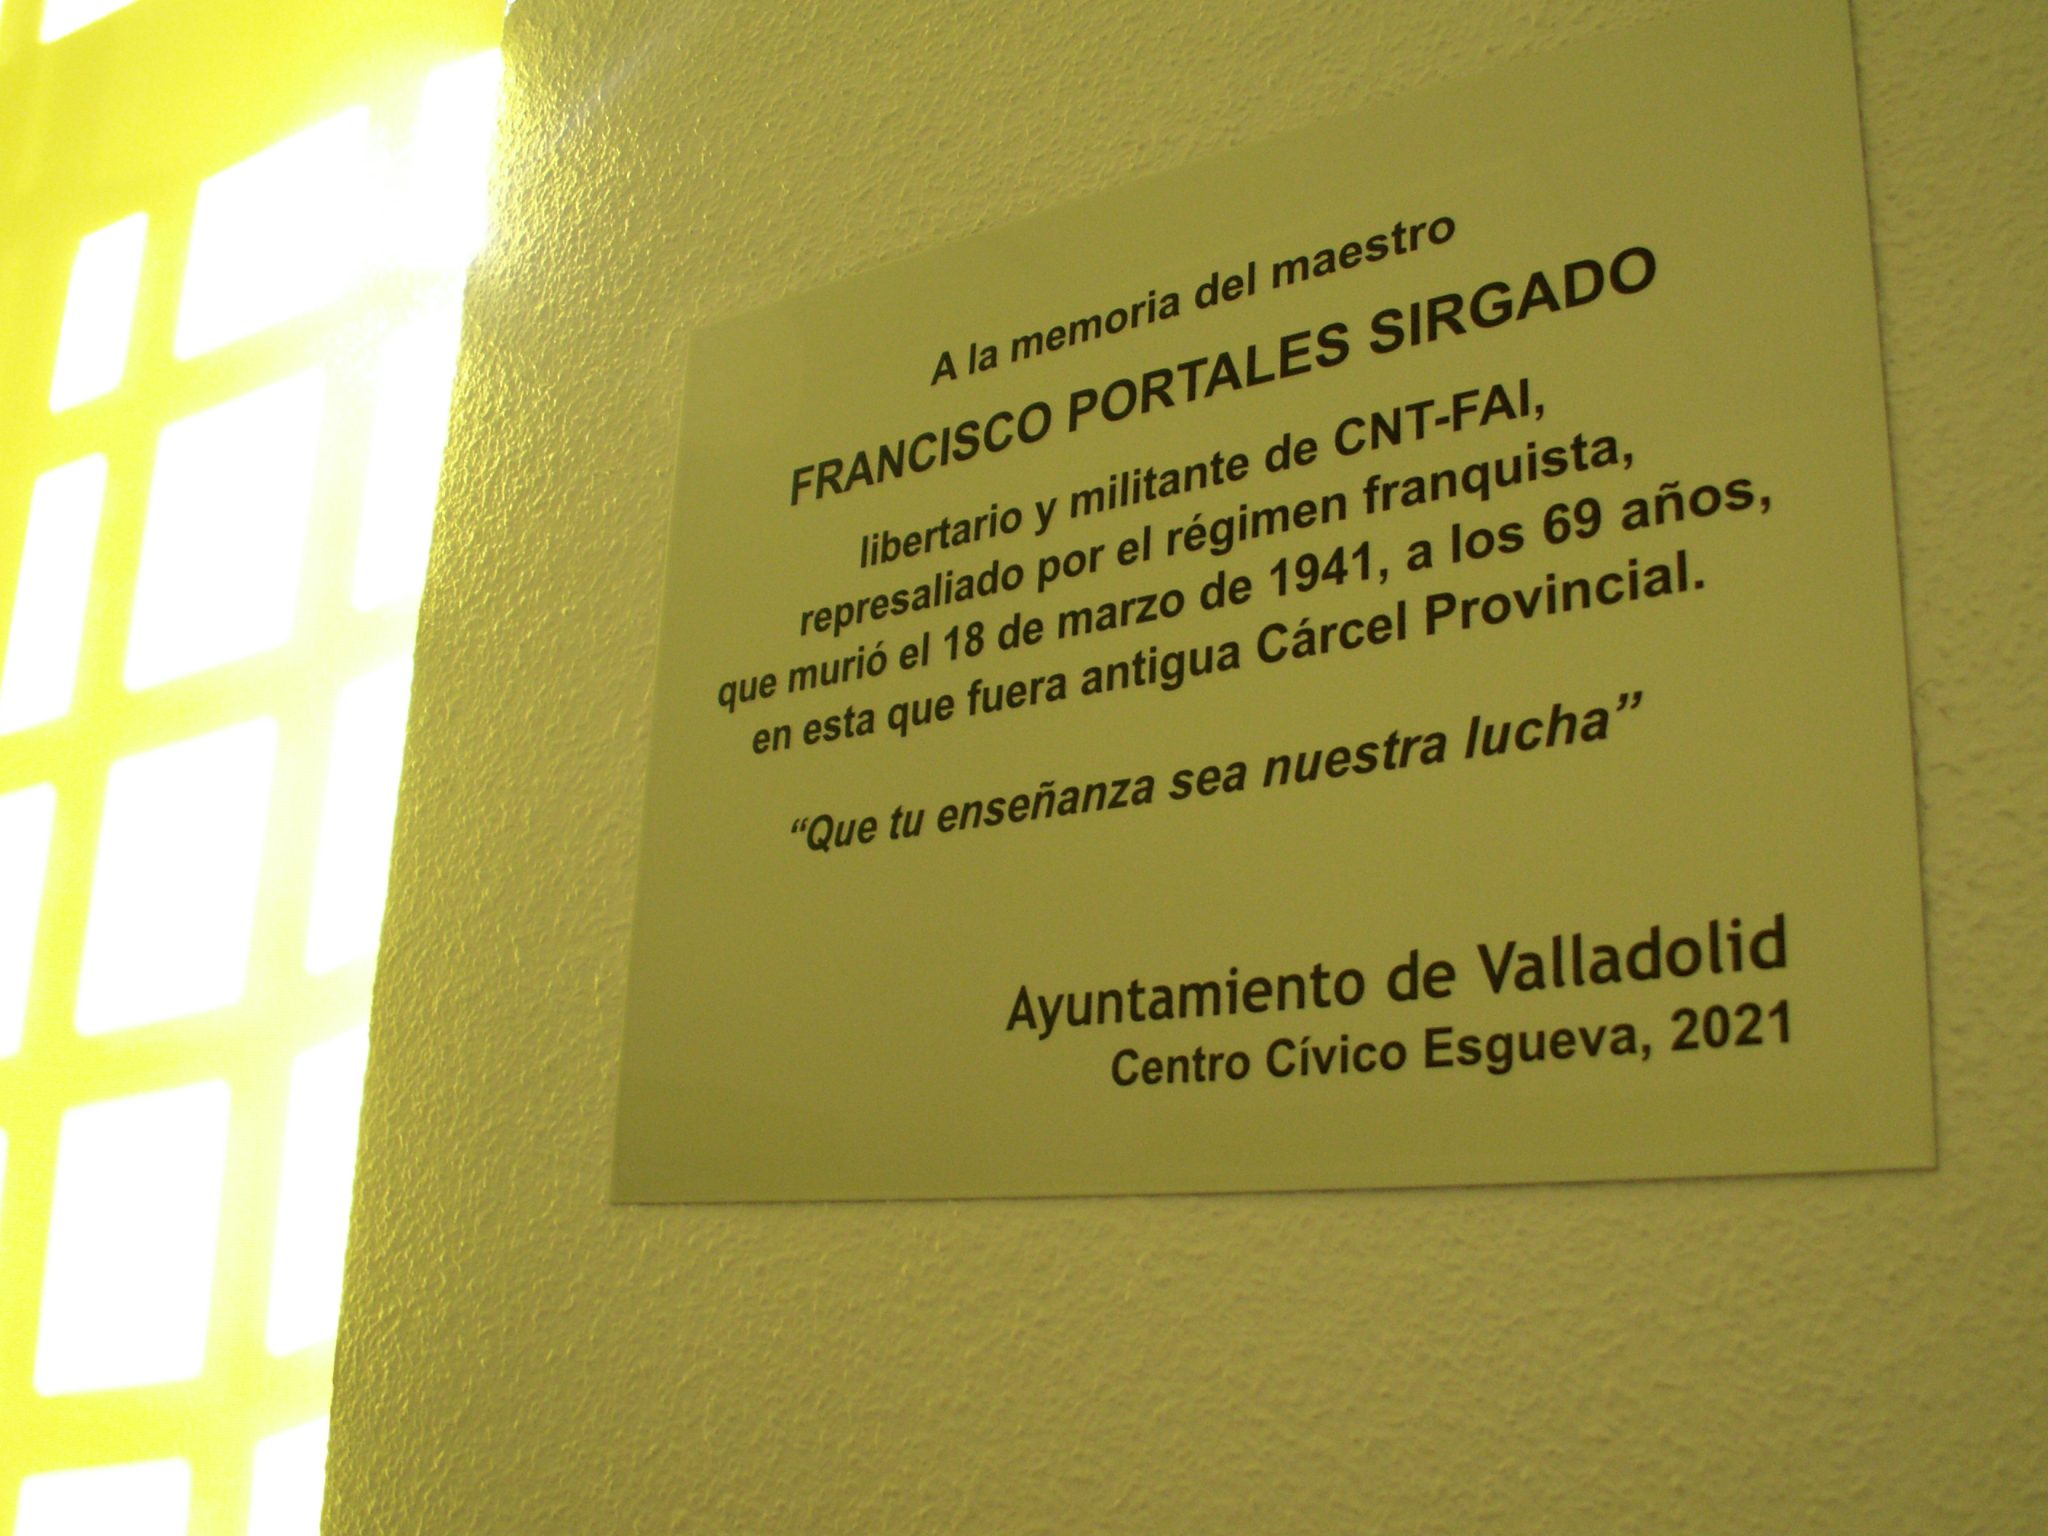 A la memoria del maestro
FRANCISCO PORTALES SIRGADO
libertario y militante de CNT-FAI,
represaliado por el régimen franquista,
que murió el 18 de marzo de 1941, a los 69 años,
en esta que fuera antigua Cárcel Provincial.
“Que tu enseñanza sea nuestra lucha”
Ayuntamiento de Valladolid
Centro Cívico Esgueva, 2021